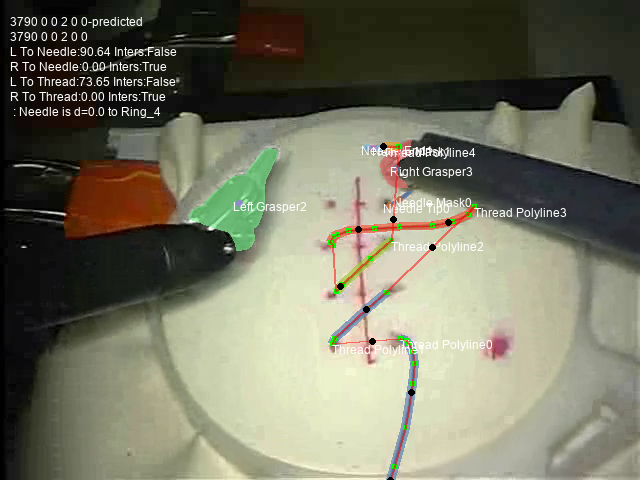 3790 0 0 2 0 0-predicted
3790 0 0 2 0 0
L To Needle:90.64 Inters:False
R To Needle:0.00 Inters:True
L To Thread:73.65 Inters:False
R To Thread:0.00 Inters:True
: Needle is d=0.0 to Ring_4
Thread Polyline4
Right Grasper3
Needle Mask0
Left Grasper2
Needle Tip0
Thread Polyline3
Thread Polyline2
Thread Polyline0
Thread Polyline1